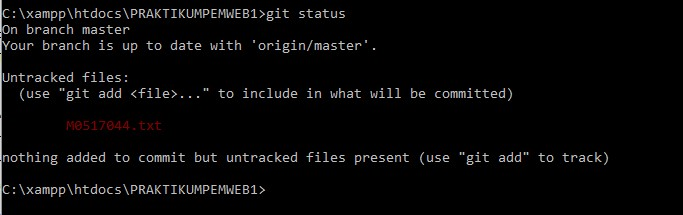 C:\xampp\htdocs\PRAKTIKUMPEMWEB1>git status
On branch master
Your branch is up to date with 'origin/master'.
Untracked files:
(use "git add <file>..." to include in what will be committed)
M0517044.txt
nothing added to commit but untracked files present (use "git add" to track)
C:\xampp\htdocs\PRAKTIKUMPEMWEB1>